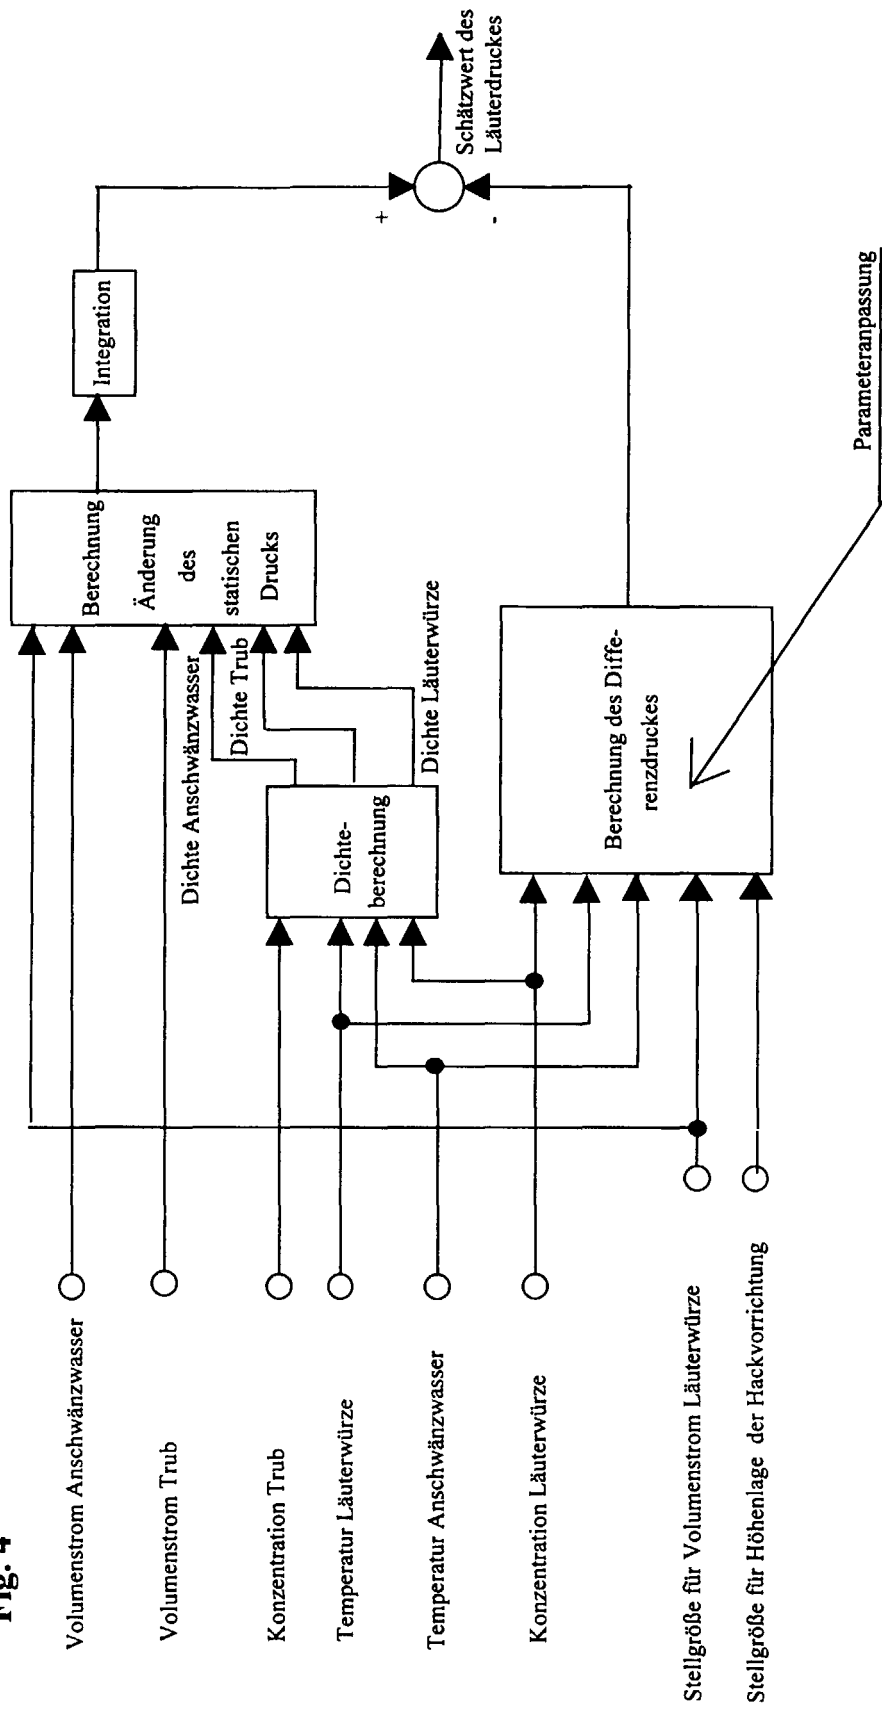 Fig. 4
Volumenstrom Anschwänzwasser
Volumenstrom Trub
Konzentration Trub
Temperatur Läuterwürze
Temperatur Anschwänzwasser
Konzentration Läuterwürze
Stellgröße für Volumenstrom Läuterwürze
Stellgröße für Höhenlage der Hackvorrichtung
Dichte-
berechnung
Dichte Anschwänzwasser
Dichte Trub
Dichte Läuterwürze
Berechnung
Änderung
des
statischen
Drucks
Berechnung des Diffe-
renzdruckes
Integration
Parameteranpassung
+
-
Schätzwert des
Läuterdruckes